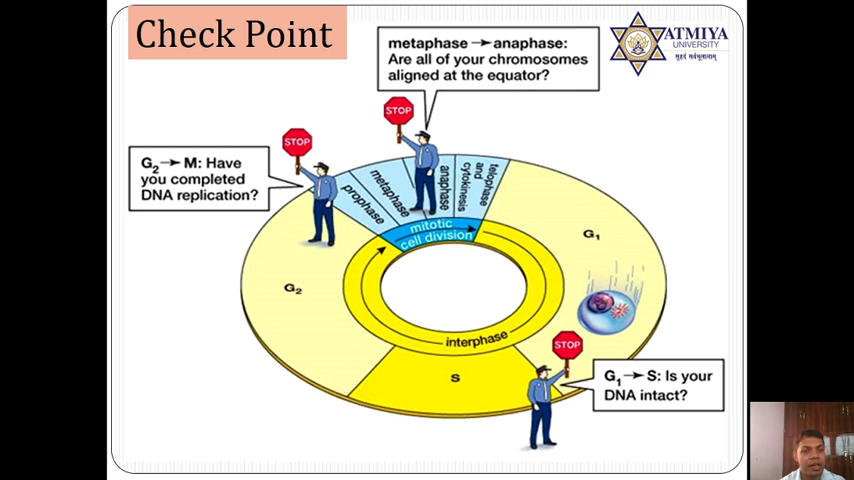 Check Point
metaphase → anaphase:
Are all of your chromosomes
aligned at the equator?
ATMIYA
UNIVERSITY
सुहृदं सर्वभूतानाम्
STOP
STOP
G₂ → M: Have
you completed
DNA replication?
prophase
metaphase
anaphase
telophase
and
cytokinesis
mitotic
cell division
G₁
G₂
interphase
S
STOP
G₁ → S: Is your
DNA intact?